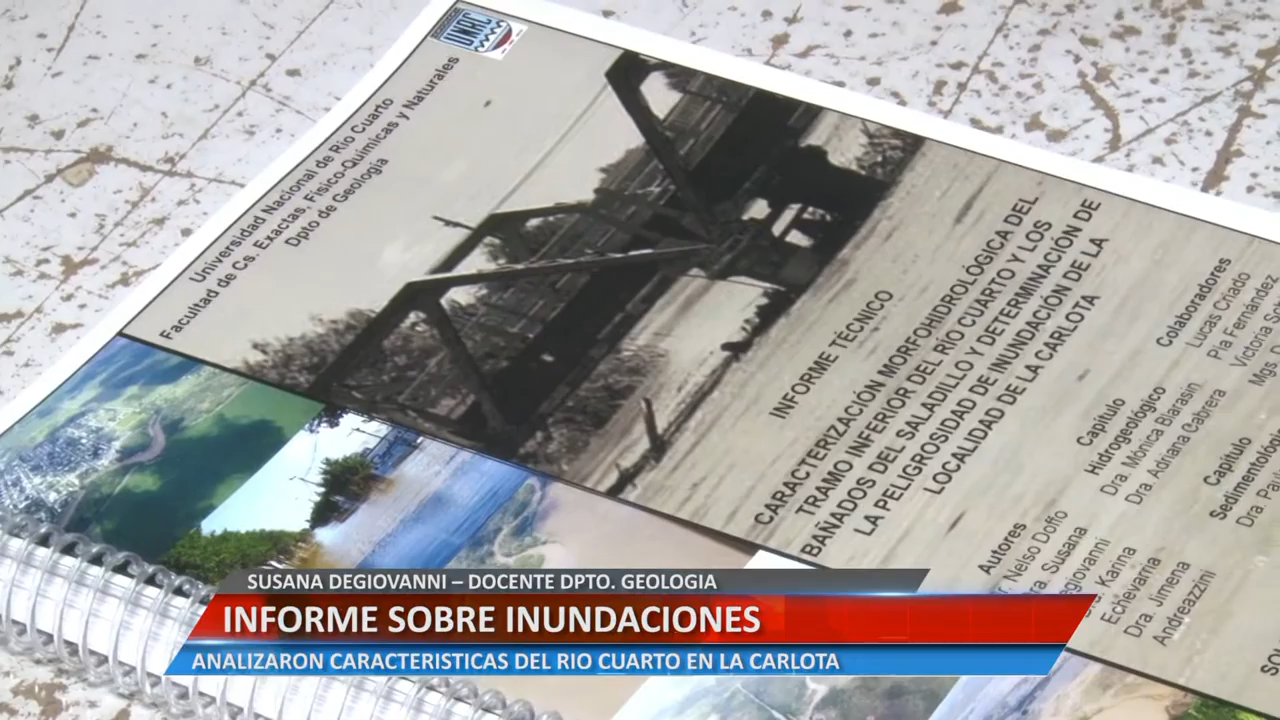 UNRC
Universidad Nacional de Río Cuarto
Facultad de Cs. Exactas, Físico-Químicas y Naturales
Dpto de Geología
INFORME TÉCNICO
CARACTERIZACIÓN MORFOHIDROLÓGICA DEL
TRAMO INFERIOR DEL RÍO CUARTO Y LOS
BAÑADOS DEL SALADILLO Y DETERMINACIÓN DE
LA PELIGROSIDAD DE INUNDACIÓN DE LA
LOCALIDAD DE LA CARLOTA
Autores
Nelso Doffo
Susana
Karina
Echevarria
Dra. Jimena
Andreazzini
Capítulo
Hidrogeológico
Dra. Mónica Blarasin
Dra. Adriana Cabrera
Capítulo
Dra.
Colaboradores
Lucas Criado
Pía Fernández
Victoria
Mgs
SUSANA DEGIOVANNI – DOCENTE DPTO. GEOLOGIA
INFORME SOBRE INUNDACIONES
ANALIZARON CARACTERISTICAS DEL RIO CUARTO EN LA CARLOTA